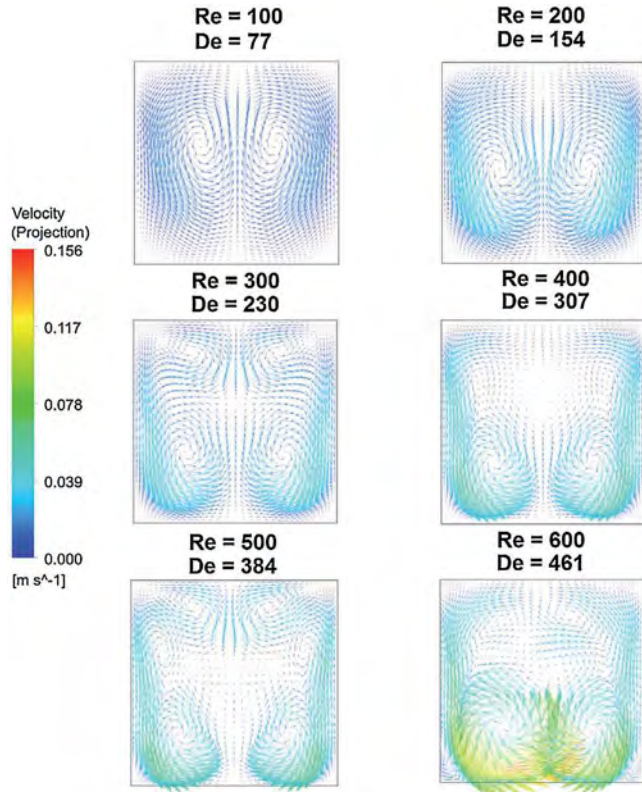 Re = 100
De = 77
Re = 200
De = 154
Velocity
(Projection)
0.156
0.117
0.078
0.039
0.000
[m s^-1]
Re = 300
De = 230
Re = 400
De = 307
Re = 500
De = 384
Re = 600
De = 461